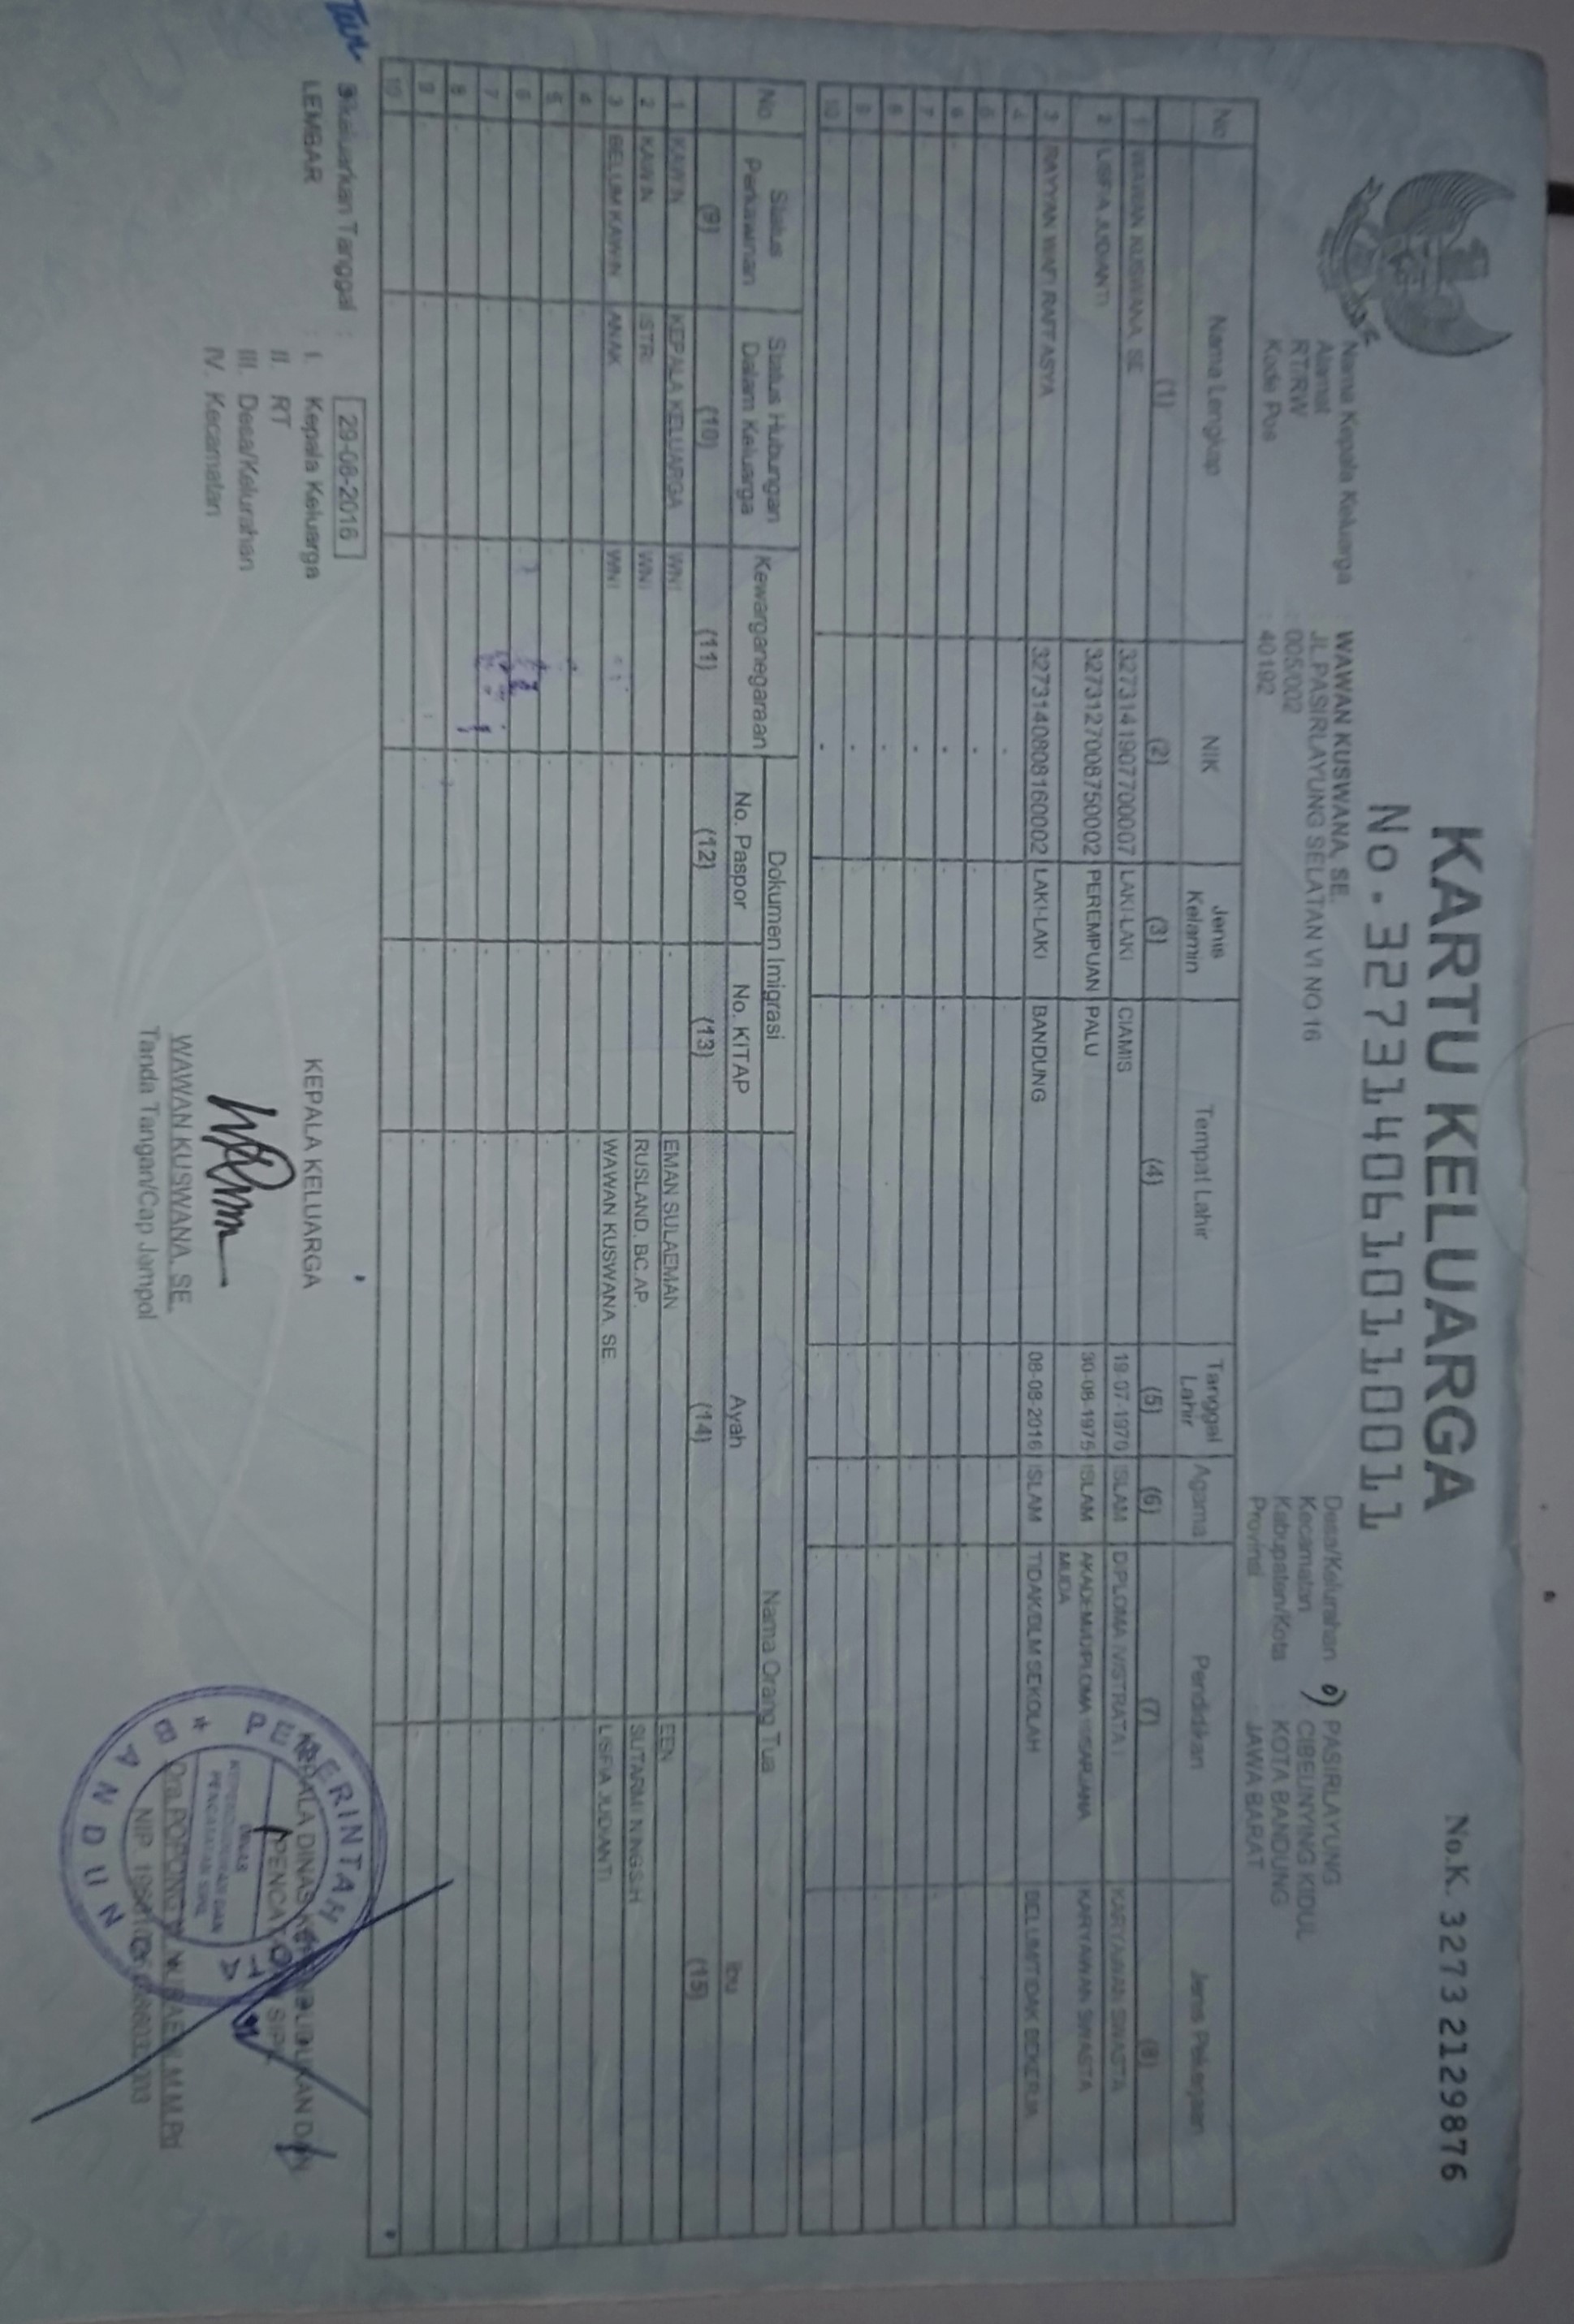 KARTU KELUARGA
No. 3273140610110011
No.K. 3273 2129876
Nama Kepala Keluarga : WAWAN KUSWANA, SE.
Alamat : JL.PASIRLAYUNG SELATAN VI NO 16
RT/RW : 005/002
Kode Pos : 40192
Desa/Kelurahan : PASIRLAYUNG
Kecamatan : CIBEUNYING KIDUL
Kabupaten/Kota : KOTA BANDUNG
Provinsi : JAWA BARAT
No Nama Lengkap NIK Jenis Kelamin Tempat Lahir Tanggal Lahir Agama Pendidikan Jenis Pekerjaan
(1) (2) (3) (4) (5) (6) (7) (8)
1 WAWAN KUSWANA, SE 3273141907700007 LAKI-LAKI CIAMIS 19-07-1970 ISLAM DIPLOMA IV/STRATA I KARYAWAN SWASTA
2 LISFIA JUDIANTI 3273127008750002 PEREMPUAN PALU 30-08-1975 ISLAM AKADEMI/DIPLOMA III/SARJANA MUDA KARYAWAN SWASTA
3 RAYYAN WAFI RAFFASYA 3273140808160002 LAKI-LAKI BANDUNG 08-08-2016 ISLAM TIDAK/BLM SEKOLAH BELUM/TIDAK BEKERJA
4
5
6
7
8
9
10
No Status Perkawinan Status Hubungan Dalam Keluarga Kewarganegaraan Dokumen Imigrasi Nama Orang Tua
No. Paspor No. KITAP Ayah Ibu
(9) (10) (11) (12) (13) (14) (15)
1 KAWIN KEPALA KELUARGA WNI EMAN SULAEMAN EEN
2 KAWIN ISTRI WNI RUSLAND, BC.AP. SUTARMI NINGSIH
3 BELUM KAWIN ANAK WNI WAWAN KUSWANA. SE LISFIA JUDIANTI
4
5
6
7
8
9
10
Dikeluarkan Tanggal : 29-08-2016
LEMBAR : I. Kepala Keluarga
II. RT
III. Desa/Kelurahan
IV. Kecamatan
KEPALA KELUARGA
WAWAN KUSWANA, SE.
Tanda Tangan/Cap Jempol
KEPALA DINAS KEPENDUDUKAN DAN
PENCATATAN SIPIL
PEMERINTAH KOTA
BANDUNG
DINAS
KEPENDUDUKAN DAN
PENCATATAN SIPIL
Dra.POPONG
NIP.